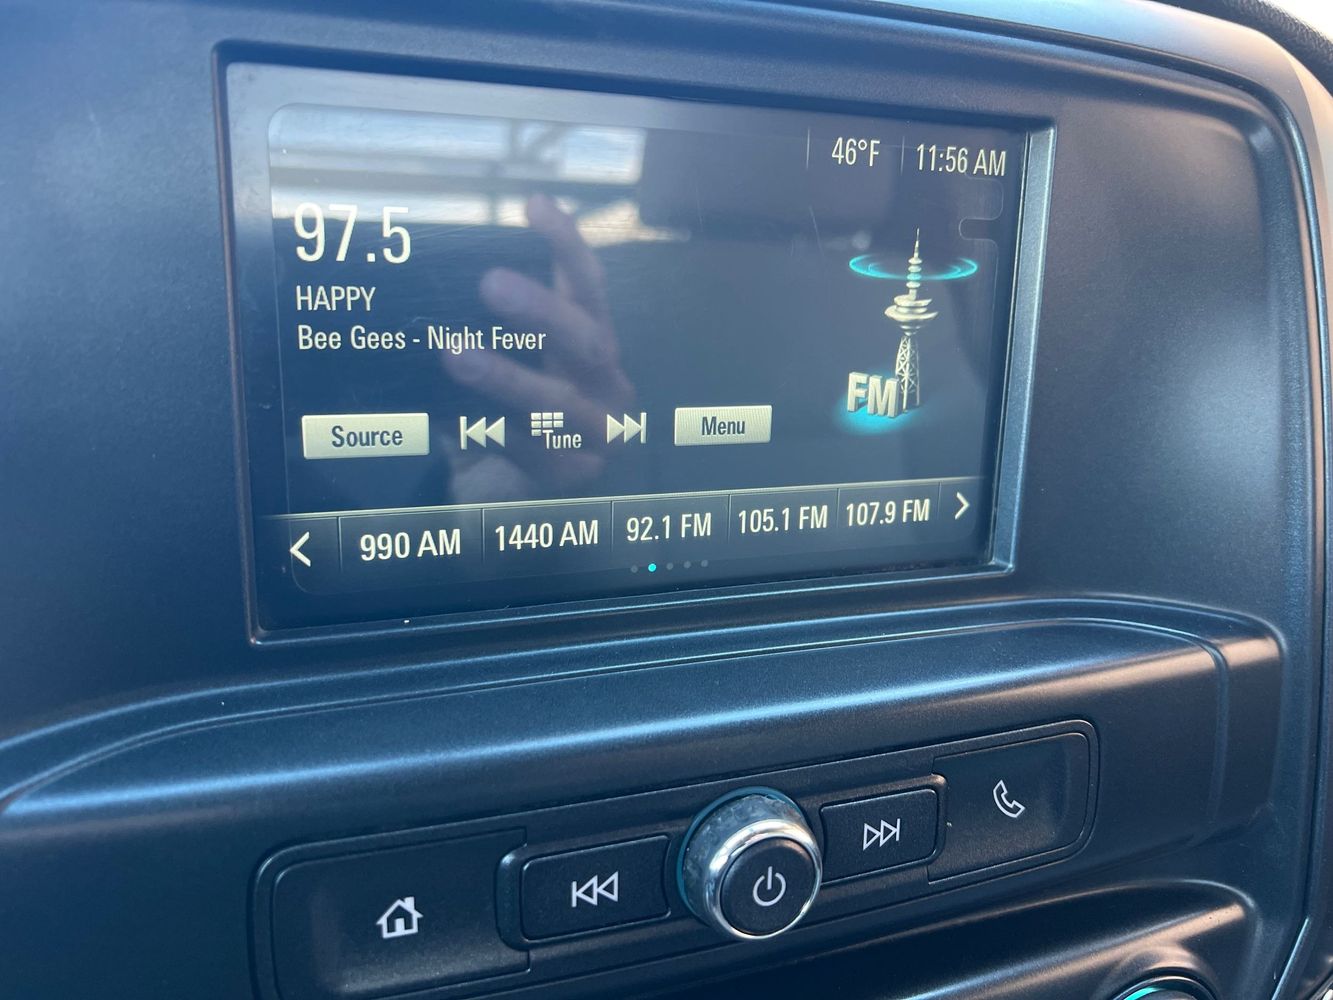 46°F 11:56 AM
97.5
HAPPY
Bee Gees - Night Fever
FM
Source Tune Menu
990 AM 1440 AM 92.1 FM 105.1 FM 107.9 FM